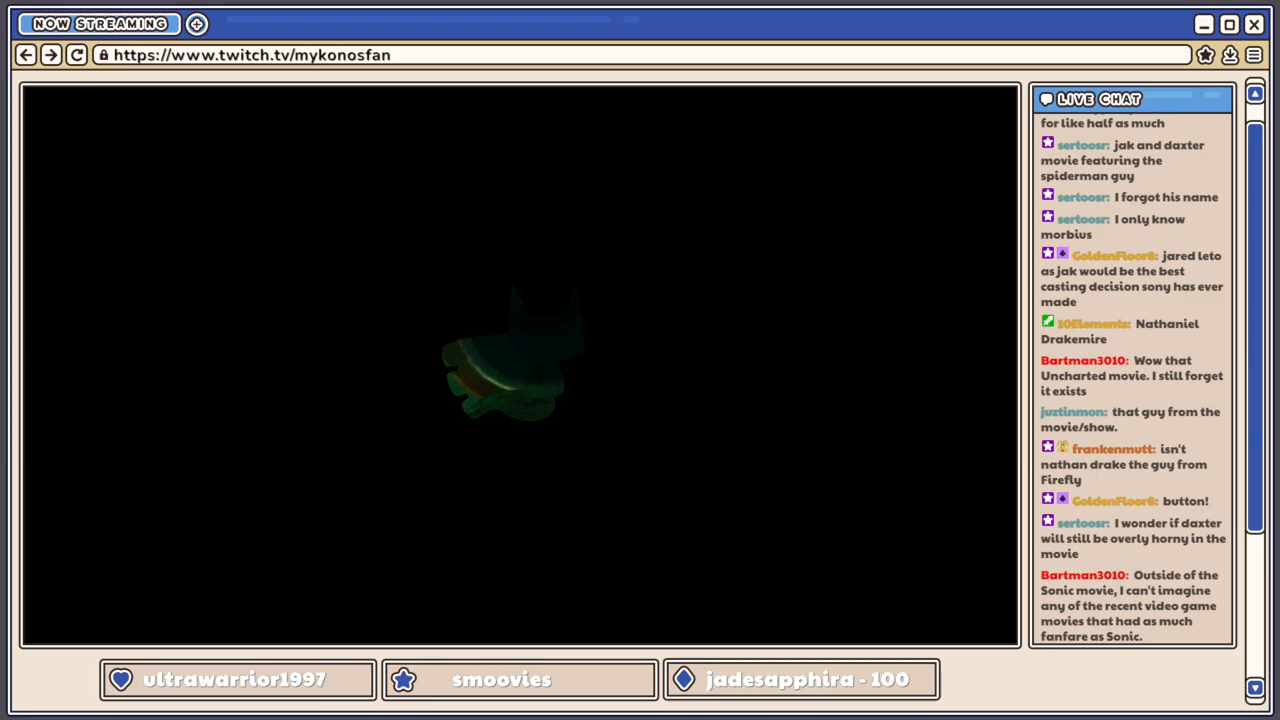 NOW STREAMING
https://www.twitch.tv/mykonosfan
LIVE CHAT
for like half as much
sertoosr: jak and daxter
movie featuring the
spiderman guy
sertoosr: I forgot his name
sertoosr: I only know
morbius
GoldenFloor8: jared leto
as jak would be the best
casting decision sony has ever
made
10Elements: Nathaniel
Drakemire
Bartman3010: Wow that
Uncharted movie. I still forget
it exists
juztinmon: that guy from the
movie/show.
frankenmutt: isn't
nathan drake the guy from
Firefly
GoldenFloor8: button!
sertoosr: I wonder if daxter
will still be overly horny in the
movie
Bartman3010: Outside of the
Sonic movie, I can't imagine
any of the recent video game
movies that had as much
fanfare as Sonic.
ultrawarrior1997
smoovies
jadesapphira - 100